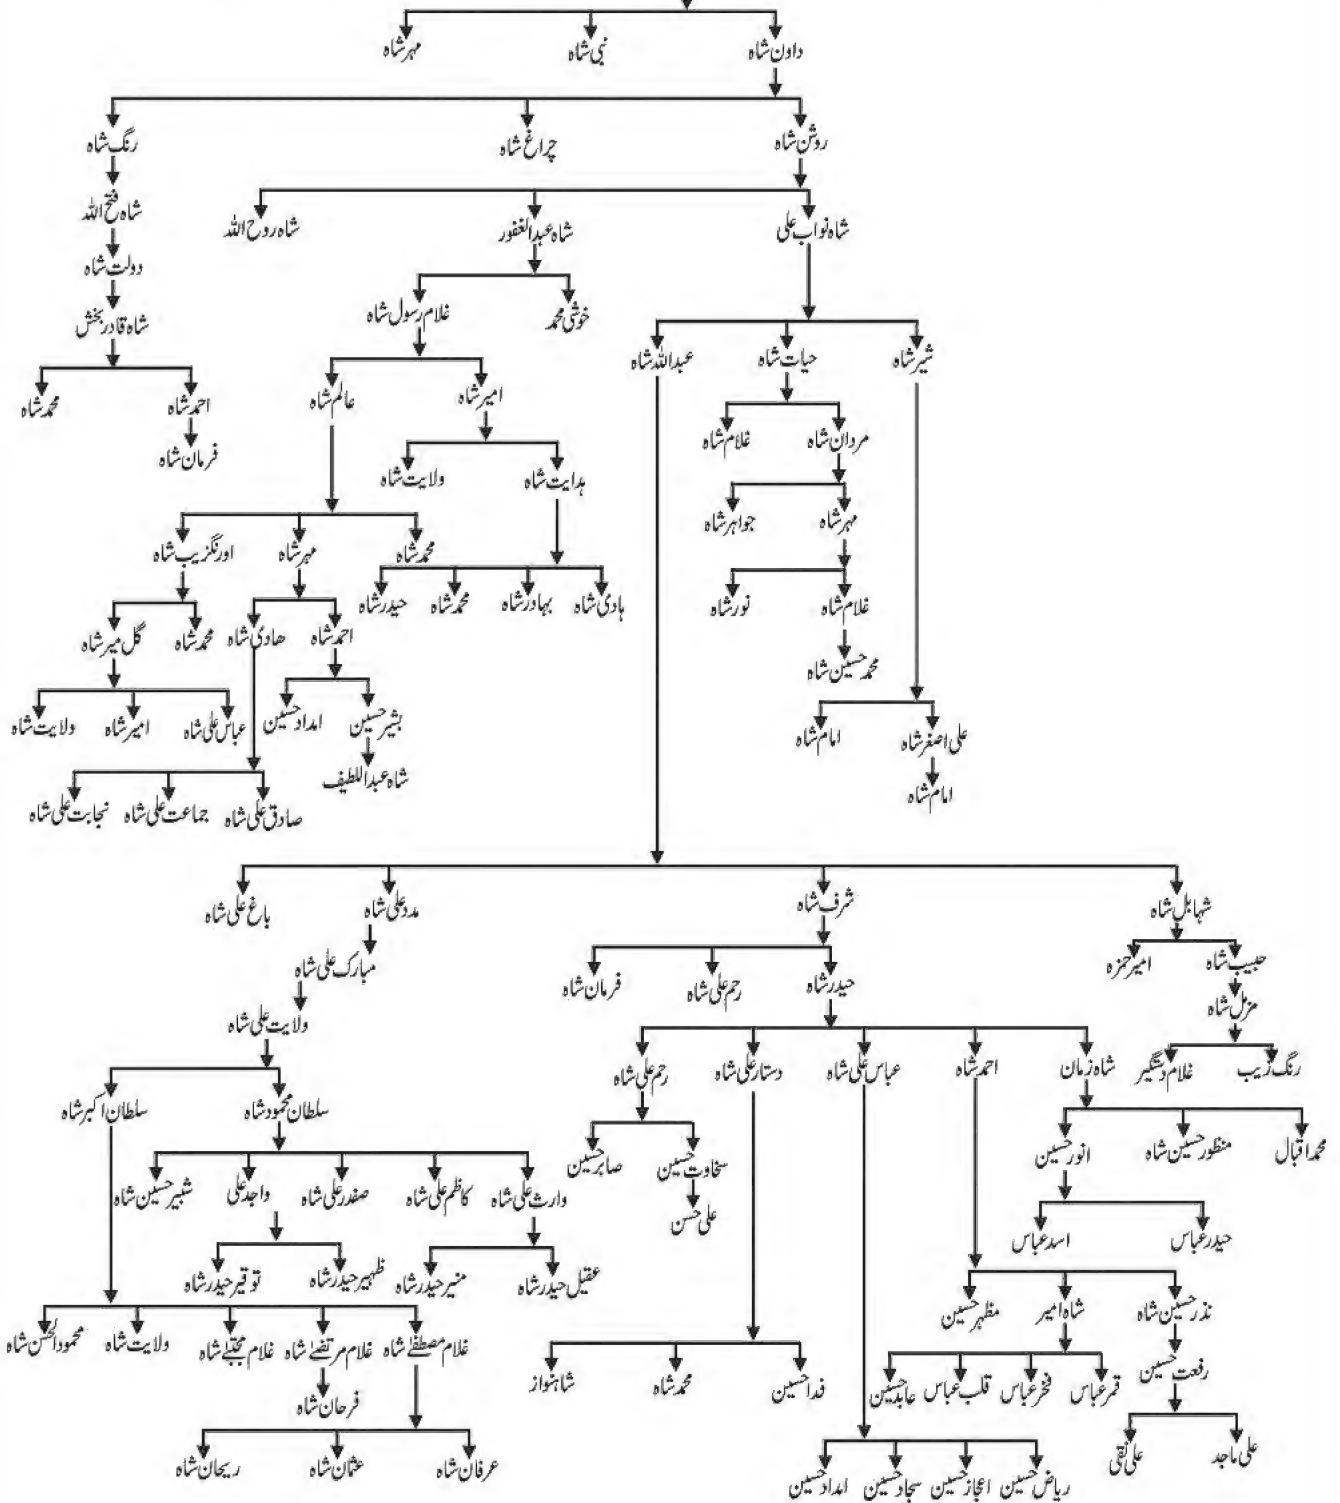 داون شاہ
نبی شاہ
مہر شاہ
روشن شاہ
چراغ شاہ
رنگ شاہ
شاہ نواب علی
شاہ عبدالغفور
شاہ روح اللہ
شاہ فتح اللہ
دولت شاہ
خوشی محمد
غلام رسول شاہ
شاہ قادر بخش
شیر شاہ
حیات شاہ
عبداللہ شاہ
امیر شاہ
عالم شاہ
احمد شاہ
محمد شاہ
مردان شاہ
غلام شاہ
فرمان شاہ
ہدایت شاہ
ولایت شاہ
مہر شاہ
جواہر شاہ
محمد شاہ
مہر شاہ
اورنگزیب شاہ
غلام شاہ
نور شاہ
ہادی شاہ
بہادر شاہ
محمد شاہ
حیدر شاہ
احمد شاہ
ھادی شاہ
محمد شاہ
گل میر شاہ
محمد حسین شاہ
علی اصغر شاہ
امام شاہ
بشیر حسین
امداد حسین
عباس علی شاہ
امیر شاہ
ولایت شاہ
شاہ عبداللطیف
امام شاہ
صادق علی شاہ
جماعت علی شاہ
نجابت علی شاہ
شہابل شاہ
شرف شاہ
مدد علی شاہ
باغ علی شاہ
حبیب شاہ
امیر حمزہ
حیدر شاہ
رحم علی شاہ
فرمان شاہ
مبارک علی شاہ
مزمل شاہ
ولایت علی شاہ
رنگ زیب
غلام دستگیر
شاہ زمان
احمد شاہ
عباس علی شاہ
دستار علی شاہ
رحم علی شاہ
سلطان محمود شاہ
سلطان اکبر شاہ
محمد اقبال
منظور حسین شاہ
انور حسین
سخاوت حسین
صابر حسین
وارث علی شاہ
کاظم علی شاہ
صفدر علی شاہ
واجد علی
شبیر حسین شاہ
علی حسن
حیدر عباس
اسد عباس
عقیل حیدر شاہ
منیر حیدر شاہ
ظہیر حیدر شاہ
توقیر حیدر شاہ
نذر حسین شاہ
شاہ امیر
مظہر حسین
غلام مصطفےٰ شاہ
غلام مرتضےٰ شاہ
غلام مجتبےٰ شاہ
ولایت شاہ
محمود الحسن شاہ
رفعت حسین
قمر عباس
فخر عباس
قلب عباس
عابد حسین
فدا حسین
محمد شاہ
شاہنواز
فرحان شاہ
علی ماجد
علی نقی
عرفان شاہ
عثمان شاہ
ریحان شاہ
ریاض حسین
اعجاز حسین
سجاد حسین
امداد حسین